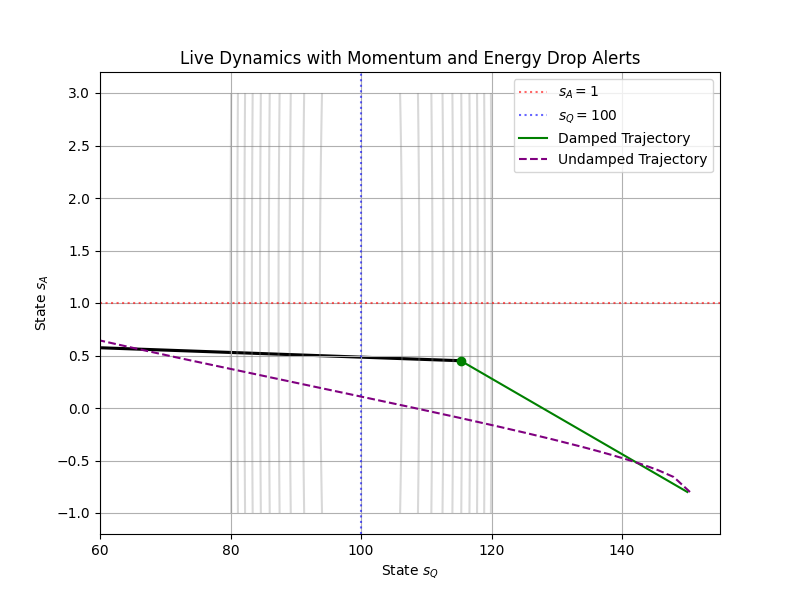 Live Dynamics with Momentum and Energy Drop Alerts
3.0
2.5
2.0
1.5
1.0
0.5
0.0
−0.5
−1.0
State s_A
s_A = 1
s_Q = 100
Damped Trajectory
Undamped Trajectory
60 80 100 120 140
State s_Q